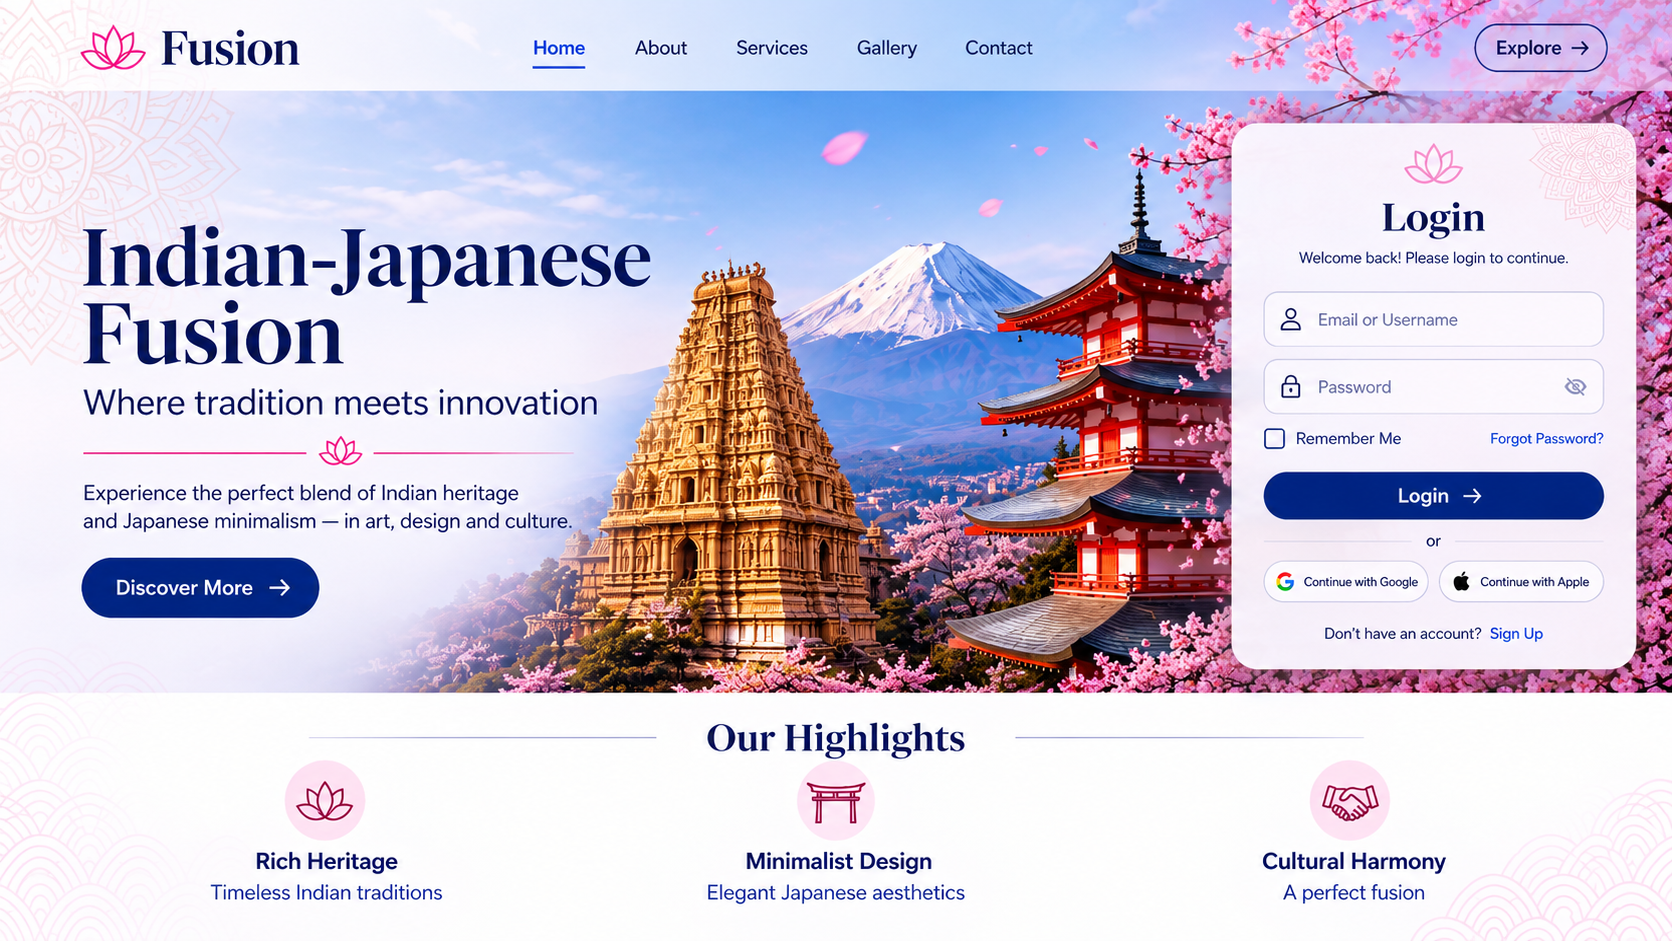 Fusion
Home
About
Services
Gallery
Contact
Explore →
Indian-Japanese
Fusion
Where tradition meets innovation
Experience the perfect blend of Indian heritage
and Japanese minimalism — in art, design and culture.
Discover More →
Login
Welcome back! Please login to continue.
Email or Username
Password
Remember Me
Forgot Password?
Login →
or
Continue with Google
Continue with Apple
Don't have an account? Sign Up
Our Highlights
Rich Heritage
Timeless Indian traditions
Minimalist Design
Elegant Japanese aesthetics
Cultural Harmony
A perfect fusion